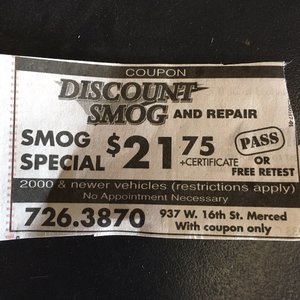 COUPON
DISCOUNT
SMOG AND REPAIR
SMOG SPECIAL $21.75 +CERTIFICATE
PASS OR FREE RETEST
2000 & newer vehicles (restrictions apply)
No Appointment Necessary
726.3870 937 W. 16th St. Merced
With coupon only